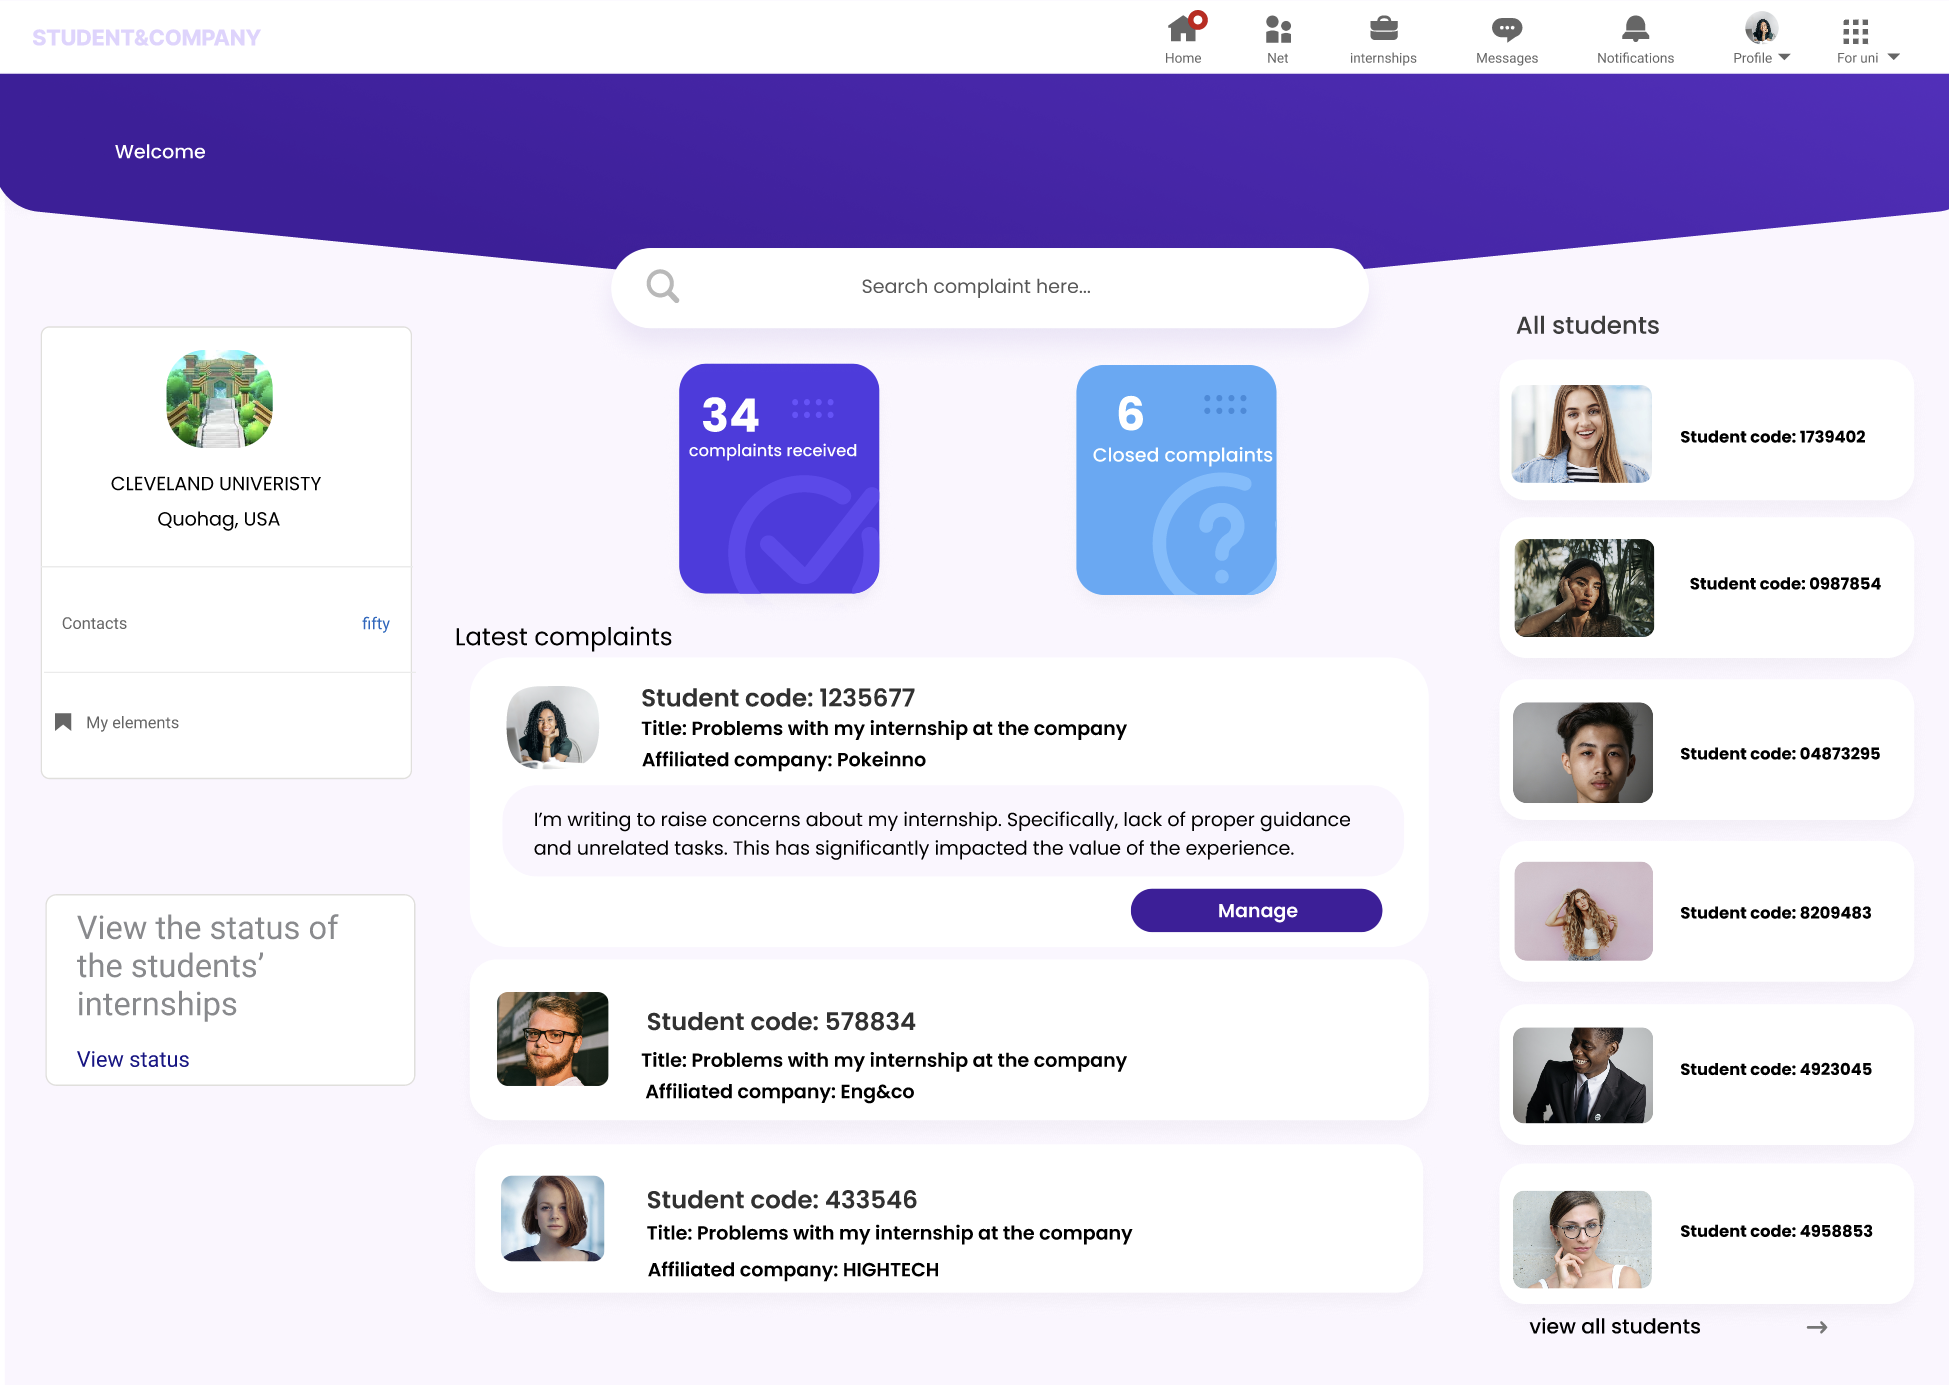 STUDENT&COMPANY
Home
Net
internships
Messages
Notifications
Profile
For uni
Welcome
Search complaint here...
CLEVELAND UNIVERISTY
Quohag, USA
Contacts
fifty
My elements
View the status of
the students’
internships
View status
34
complaints received
6
Closed complaints
Latest complaints
Student code: 1235677
Title: Problems with my internship at the company
Affiliated company: Pokeinno
I’m writing to raise concerns about my internship. Specifically, lack of proper guidance
and unrelated tasks. This has significantly impacted the value of the experience.
Manage
Student code: 578834
Title: Problems with my internship at the company
Affiliated company: Eng&co
Student code: 433546
Title: Problems with my internship at the company
Affiliated company: HIGHTECH
All students
Student code: 1739402
Student code: 0987854
Student code: 04873295
Student code: 8209483
Student code: 4923045
Student code: 4958853
view all students